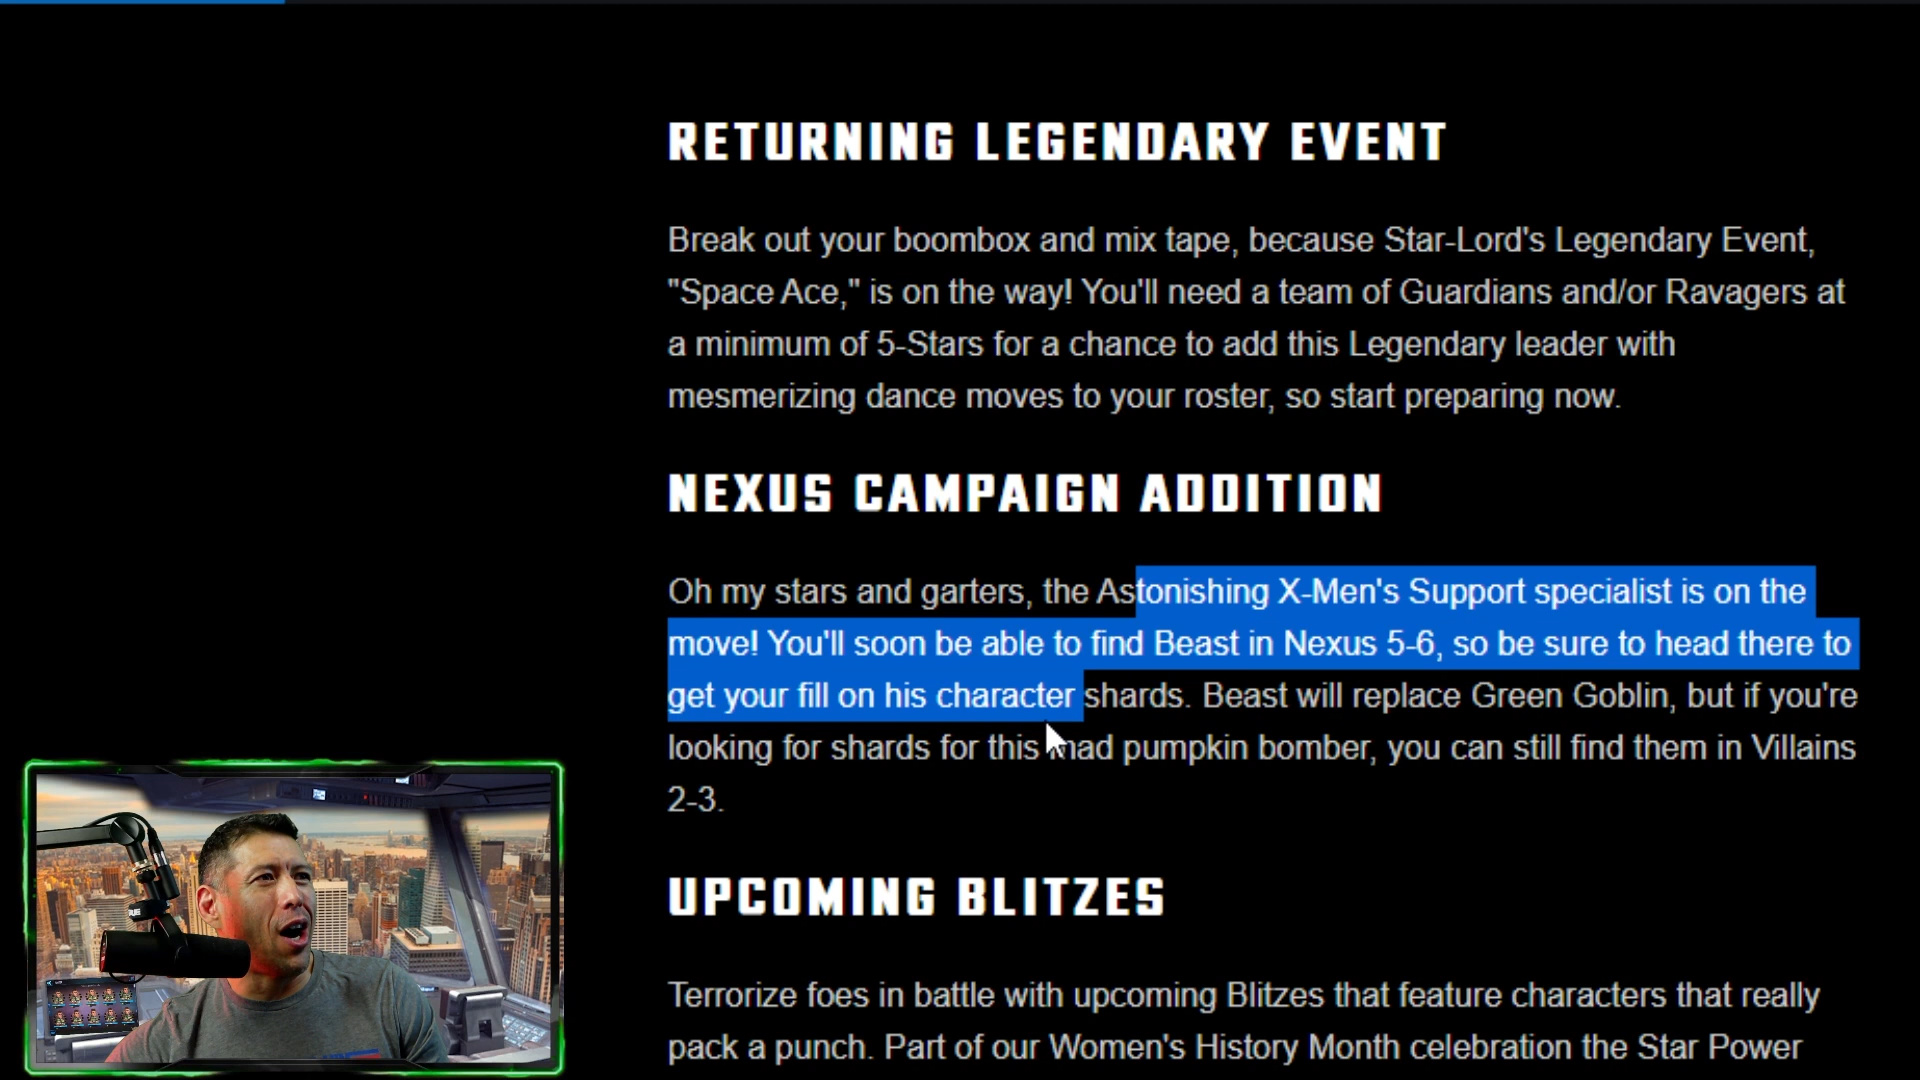 RETURNING LEGENDARY EVENT
Break out your boombox and mix tape, because Star-Lord's Legendary Event,
"Space Ace," is on the way! You'll need a team of Guardians and/or Ravagers at
a minimum of 5-Stars for a chance to add this Legendary leader with
mesmerizing dance moves to your roster, so start preparing now.
NEXUS CAMPAIGN ADDITION
Oh my stars and garters, the Astonishing X-Men's Support specialist is on the
move! You'll soon be able to find Beast in Nexus 5-6, so be sure to head there to
get your fill on his character shards. Beast will replace Green Goblin, but if you're
looking for shards for this mad pumpkin bomber, you can still find them in Villains
2-3.
UPCOMING BLITZES
Terrorize foes in battle with upcoming Blitzes that feature characters that really
pack a punch. Part of our Women's History Month celebration the Star Power